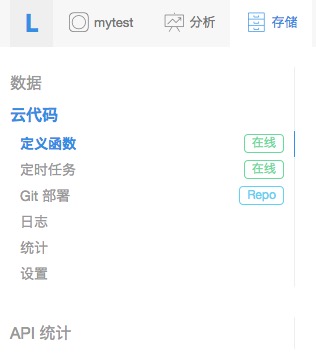 L mytest 分析 存储
数据
云代码
定义函数 在线
定时任务 在线
Git 部署 Repo
日志
统计
设置
API 统计